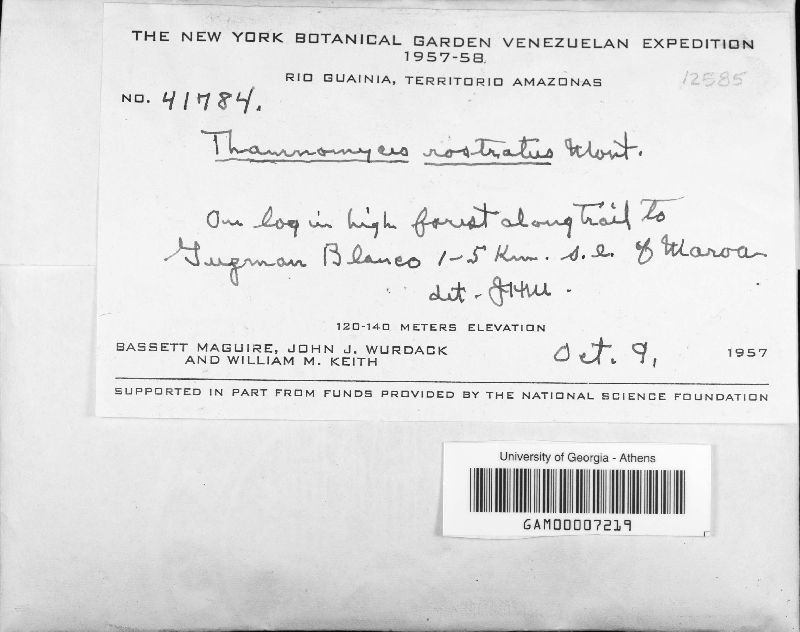 THE NEW YORK BOTANICAL GARDEN VENEZUELAN EXPEDITION
1957-58.
RIO GUAINIA, TERRITORIO AMAZONAS
12585
NO. 41784.
Thamnomyces rostratus Mont.
On log in high forest along trail to
Guzman Blanco 1-5 Km. s.e. of Maroa
det. JHM.
120-140 METERS ELEVATION
BASSETT MAGUIRE, JOHN J. WURDACK
AND WILLIAM M. KEITH
Oct. 9, 1957
SUPPORTED IN PART FROM FUNDS PROVIDED BY THE NATIONAL SCIENCE FOUNDATION
University of Georgia - Athens
GAM00007219